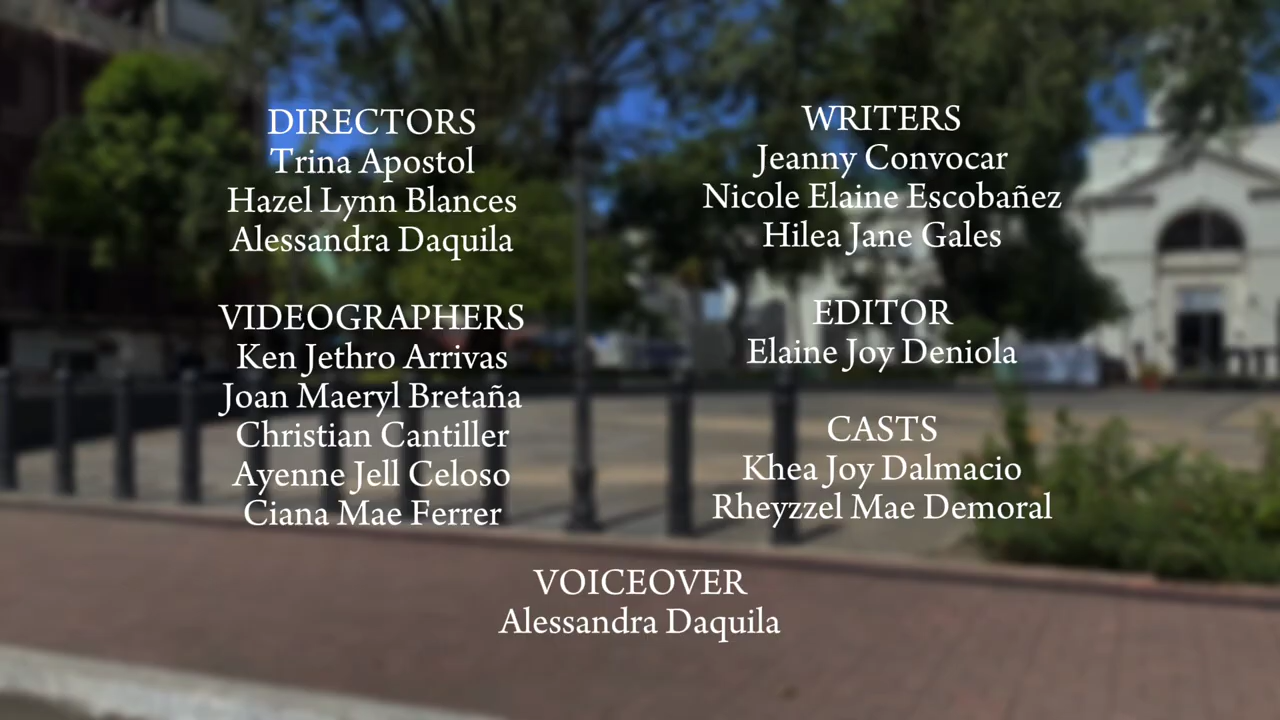 DIRECTORS
Trina Apostol
Hazel Lynn Blances
Alessandra Daquila
VIDEOGRAPHERS
Ken Jethro Arrivas
Joan Maeryl Bretaña
Christian Cantiller
Ayenne Jell Celoso
Ciana Mae Ferrer
WRITERS
Jeanny Convocar
Nicole Elaine Escobañez
Hilea Jane Gales
EDITOR
Elaine Joy Deniola
CASTS
Khea Joy Dalmacio
Rheyzzel Mae Demoral
VOICEOVER
Alessandra Daquila